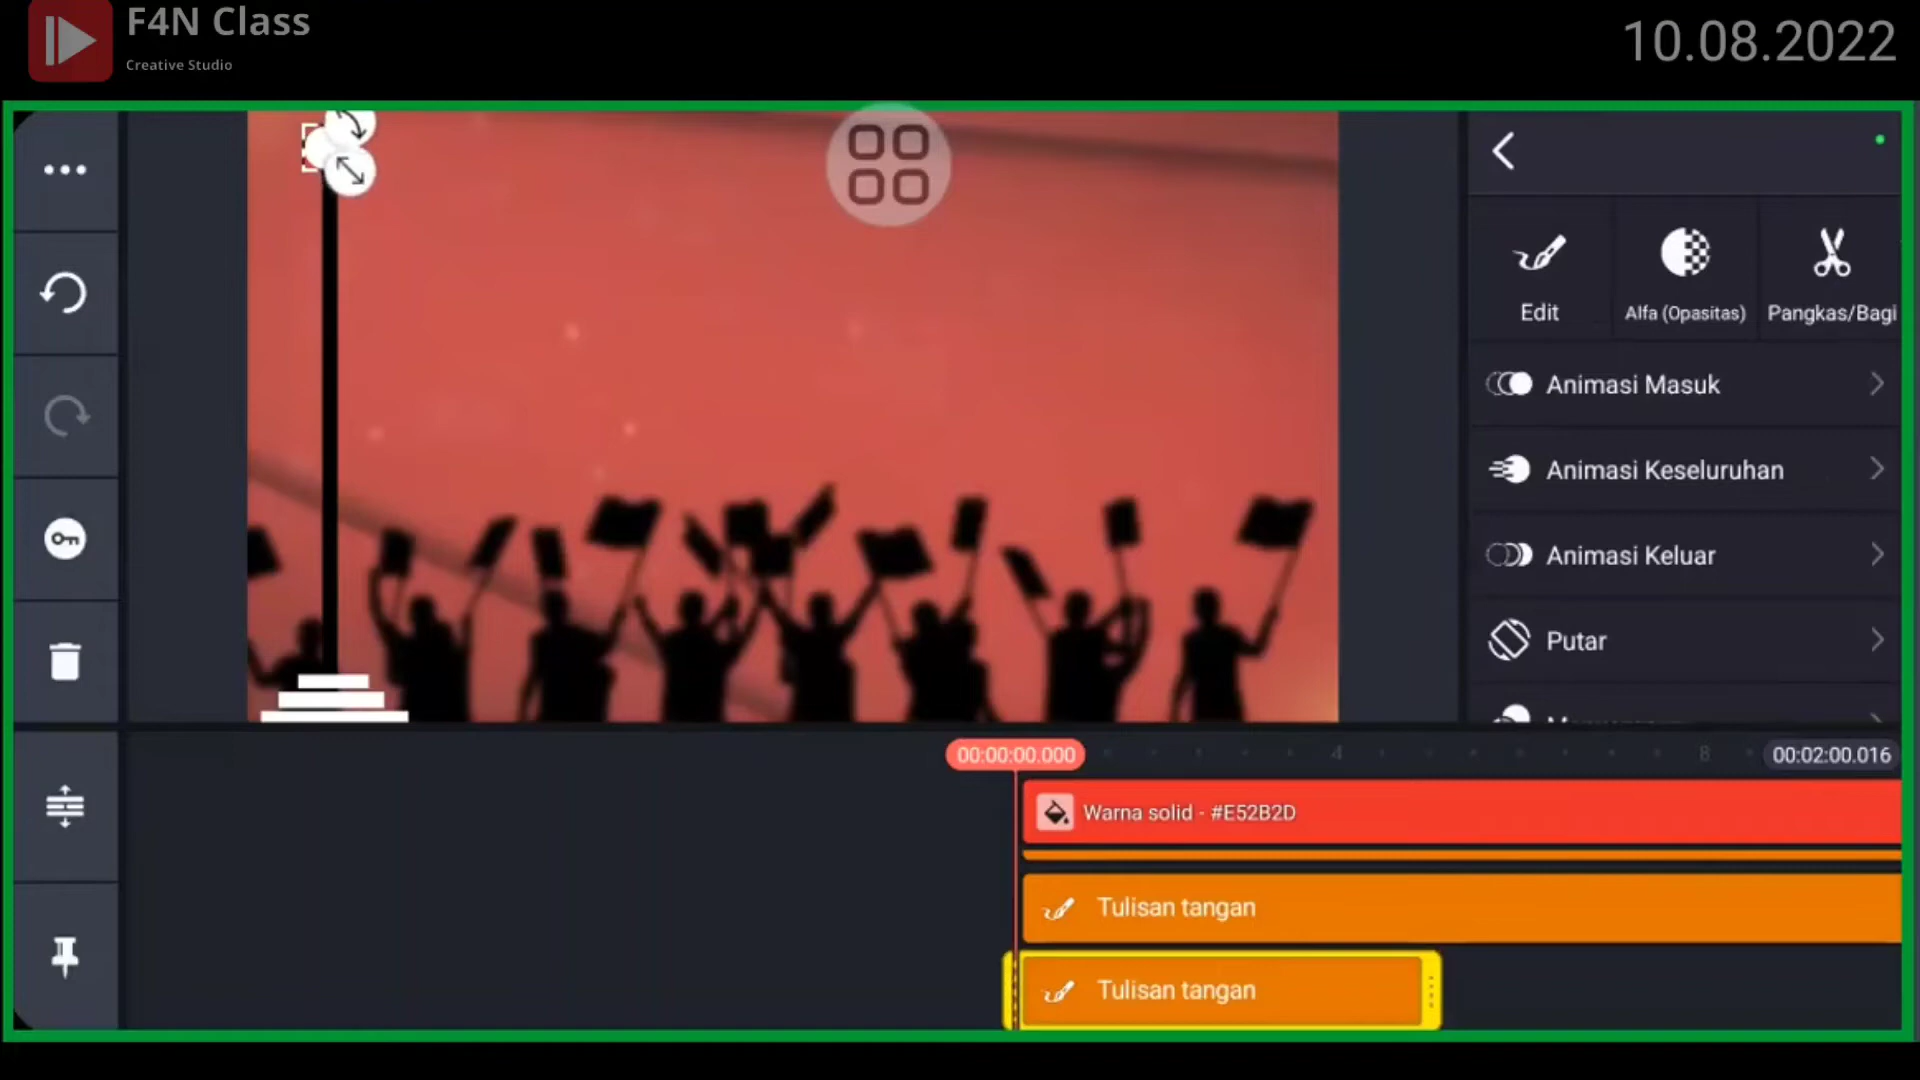 F4N Class
Creative Studio
10.08.2022
Edit
Alfa (Opasitas)
Pangkas/Bagi
Animasi Masuk
Animasi Keseluruhan
Animasi Keluar
Putar
00:00:00.000
4
8
00:02:00.016
Warna solid - #E52B2D
Tulisan tangan
Tulisan tangan